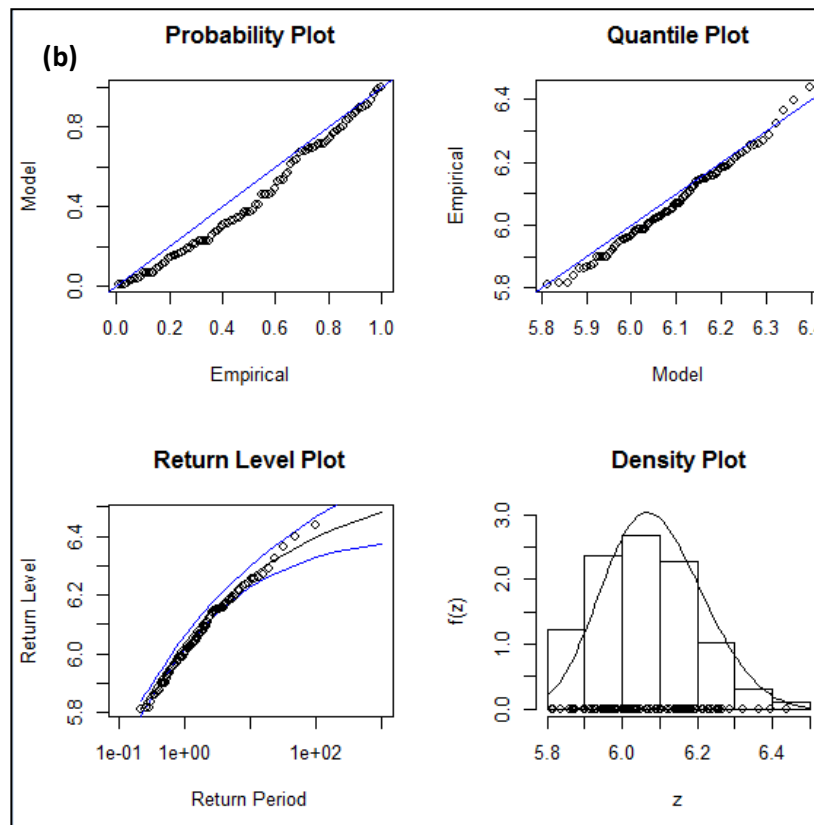 (b)
Probability Plot
Model
0.0 0.4 0.8
0.0 0.2 0.4 0.6 0.8 1.0
Empirical
Quantile Plot
Empirical
5.8 6.0 6.2 6.4
5.8 5.9 6.0 6.1 6.2 6.3
Model
Return Level Plot
Return Level
5.8 6.0 6.2 6.4
1e-01 1e+00 1e+02
Return Period
Density Plot
f(z)
0.0 1.0 2.0 3.0
5.8 6.0 6.2 6.4
z